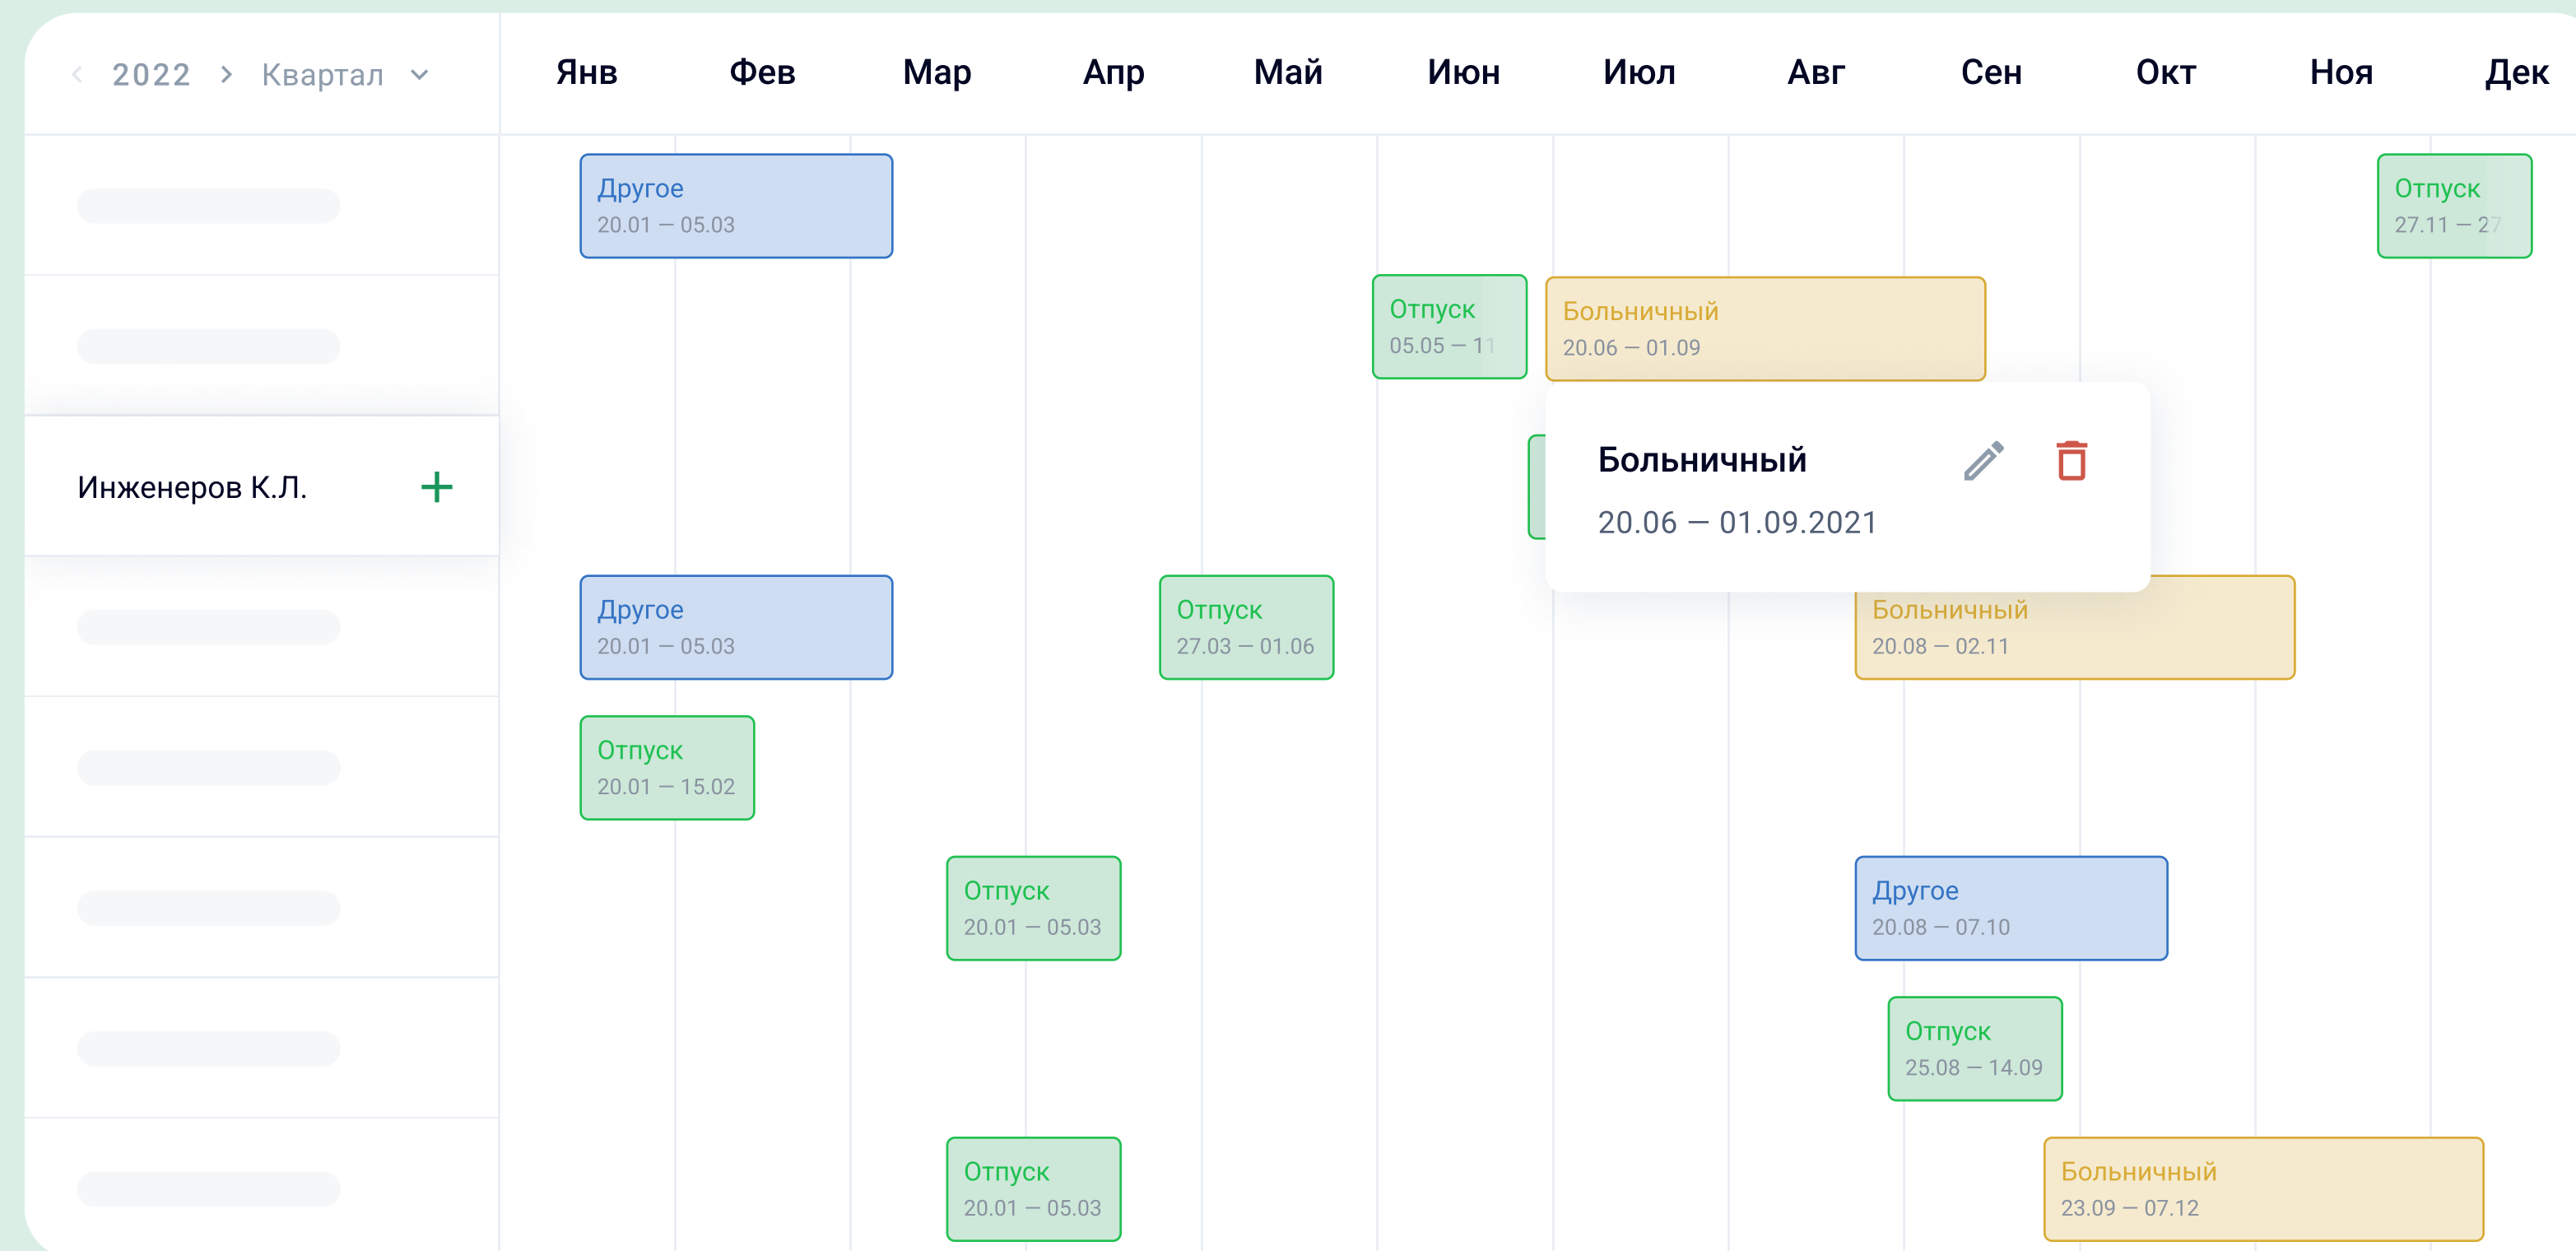 2022 Квартал
Янв Фев Мар Апр Май Июн Июл Авг Сен Окт Ноя Дек
Другое
20.01 — 05.03
Отпуск
27.11 — 27
Отпуск
05.05 — 11
Больничный
20.06 — 01.09
Инженеров К.Л.
Больничный
20.06 — 01.09.2021
Другое
20.01 — 05.03
Отпуск
27.03 — 01.06
Больничный
20.08 — 02.11
Отпуск
20.01 — 15.02
Отпуск
20.01 — 05.03
Другое
20.08 — 07.10
Отпуск
25.08 — 14.09
Отпуск
20.01 — 05.03
Больничный
23.09 — 07.12